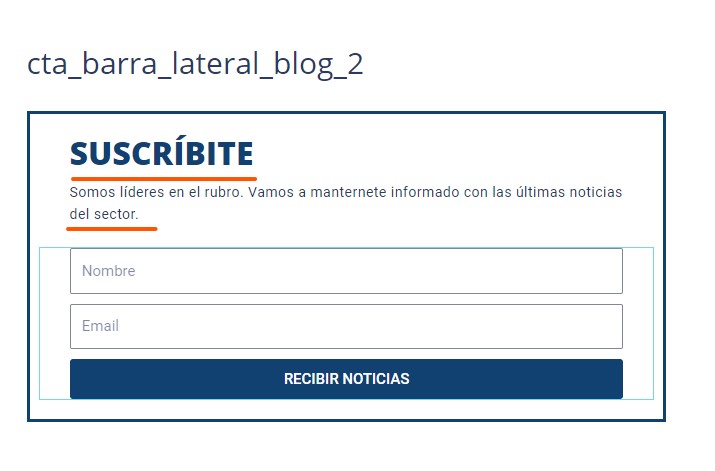 cta_barra_lateral_blog_2
SUSCRÍBITE
Somos líderes en el rubro. Vamos a manternete informado con las últimas noticias
del sector.
Nombre
Email
RECIBIR NOTICIAS